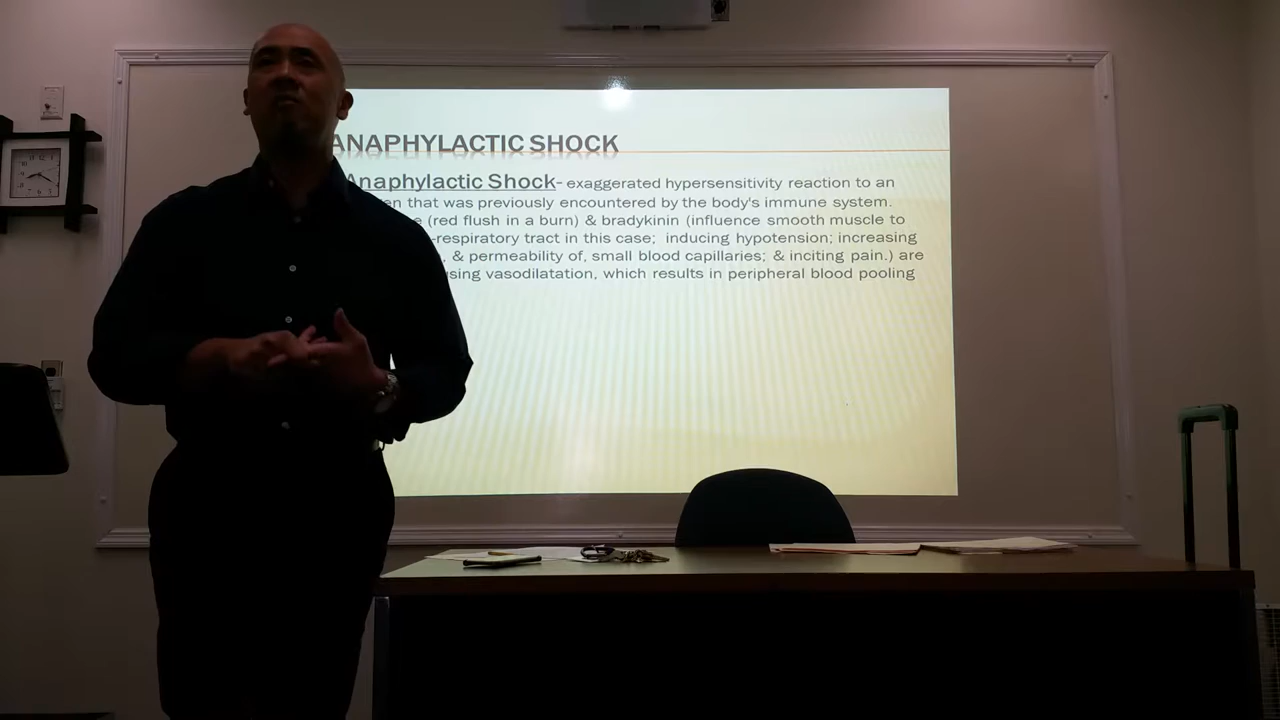 ANAPHYLACTIC SHOCK
Anaphylactic Shock- exaggerated hypersensitivity reaction to an
that was previously encountered by the body's immune system.
(red flush in a burn) & bradykinin (influence smooth muscle to
-respiratory tract in this case; inducing hypotension; increasing
. & permeability of, small blood capillaries; & inciting pain.) are
vasodilatation, which results in peripheral blood pooling